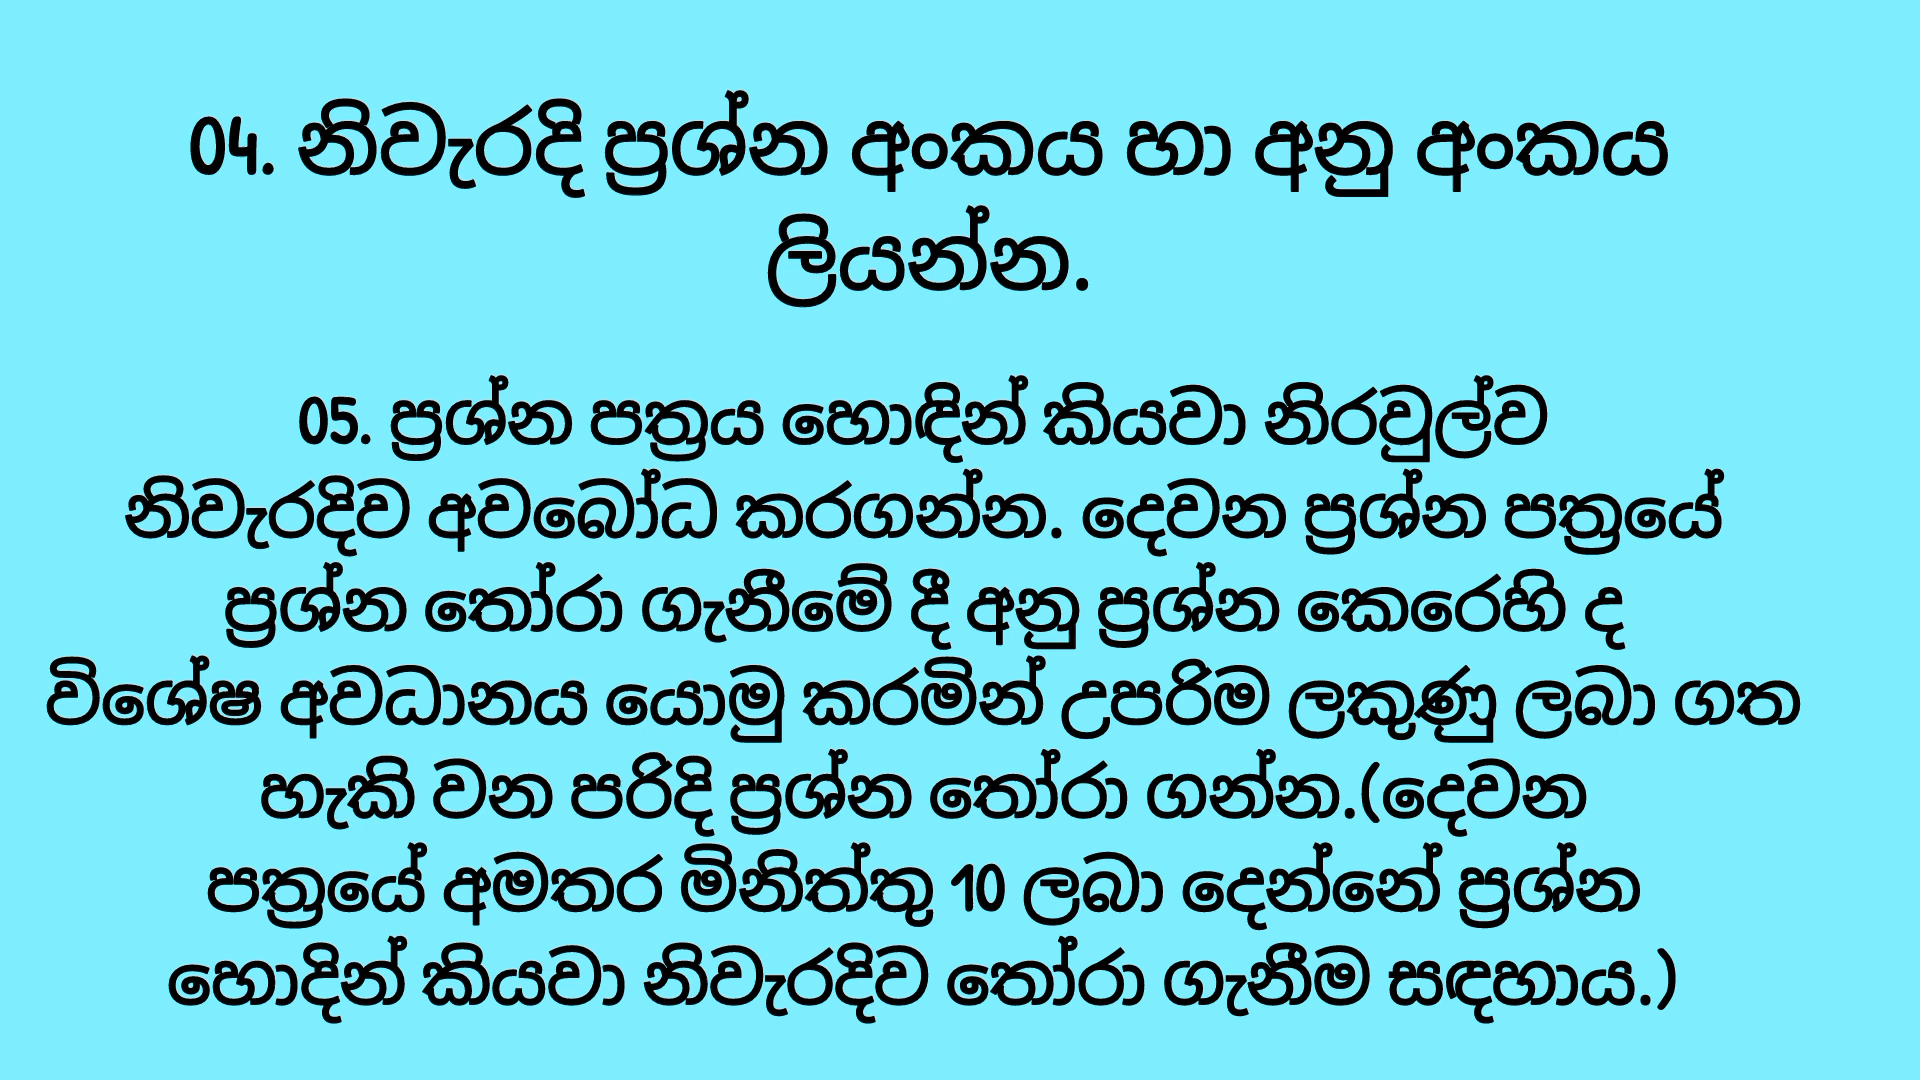 04. නිවැරදි ප්‍රශ්න අංකය හා අනු අංකය
ලියන්න.
05. ප්‍රශ්න පත්‍රය හොඳින් කියවා නිරවුල්ව
නිවැරදිව අවබෝධ කරගන්න. දෙවන ප්‍රශ්න පත්‍රයේ
ප්‍රශ්න තෝරා ගැනීමේ දී අනු ප්‍රශ්න කෙරෙහි ද
විශේෂ අවධානය යොමු කරමින් උපරිම ලකුණු ලබා ගත
හැකි වන පරිදි ප්‍රශ්න තෝරා ගන්න.(දෙවන
පත්‍රයේ අමතර මිනිත්තු 10 ලබා දෙන්නේ ප්‍රශ්න
හොදින් කියවා නිවැරදිව තෝරා ගැනීම සඳහාය.)